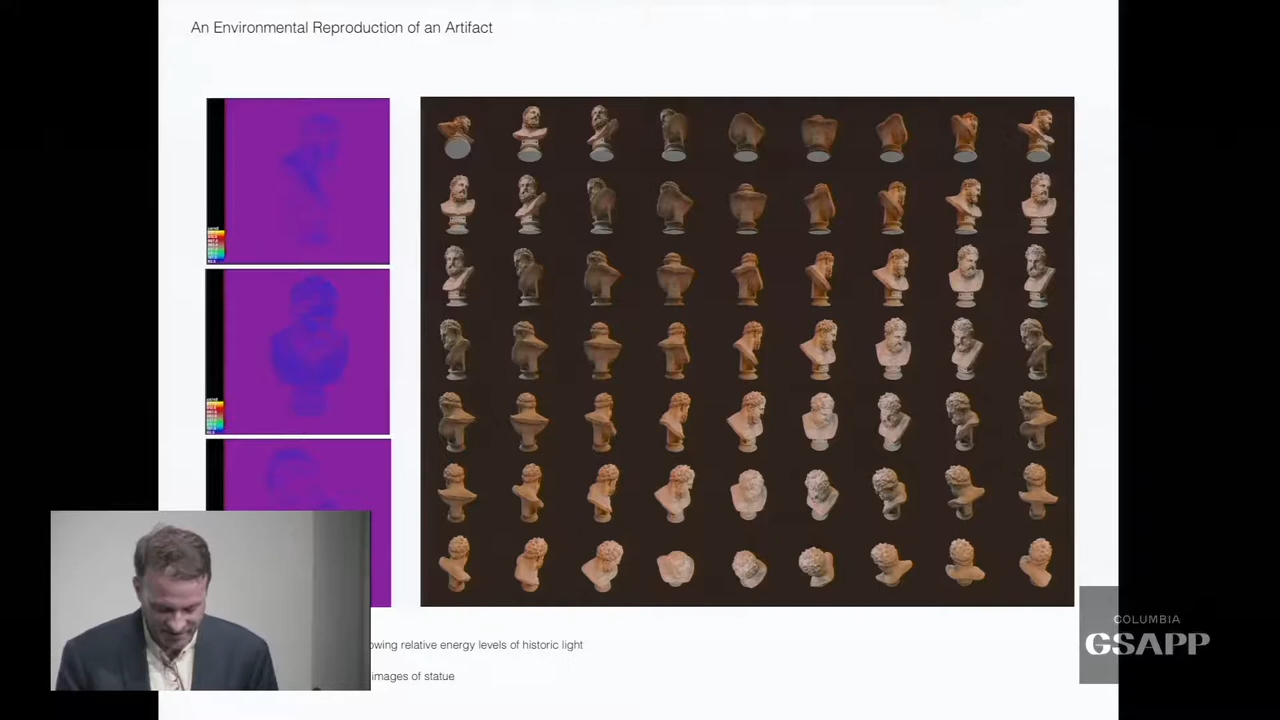 An Environmental Reproduction of an Artifact
owing relative energy levels of historic light
images of statue
COLUMBIA
GSAPP